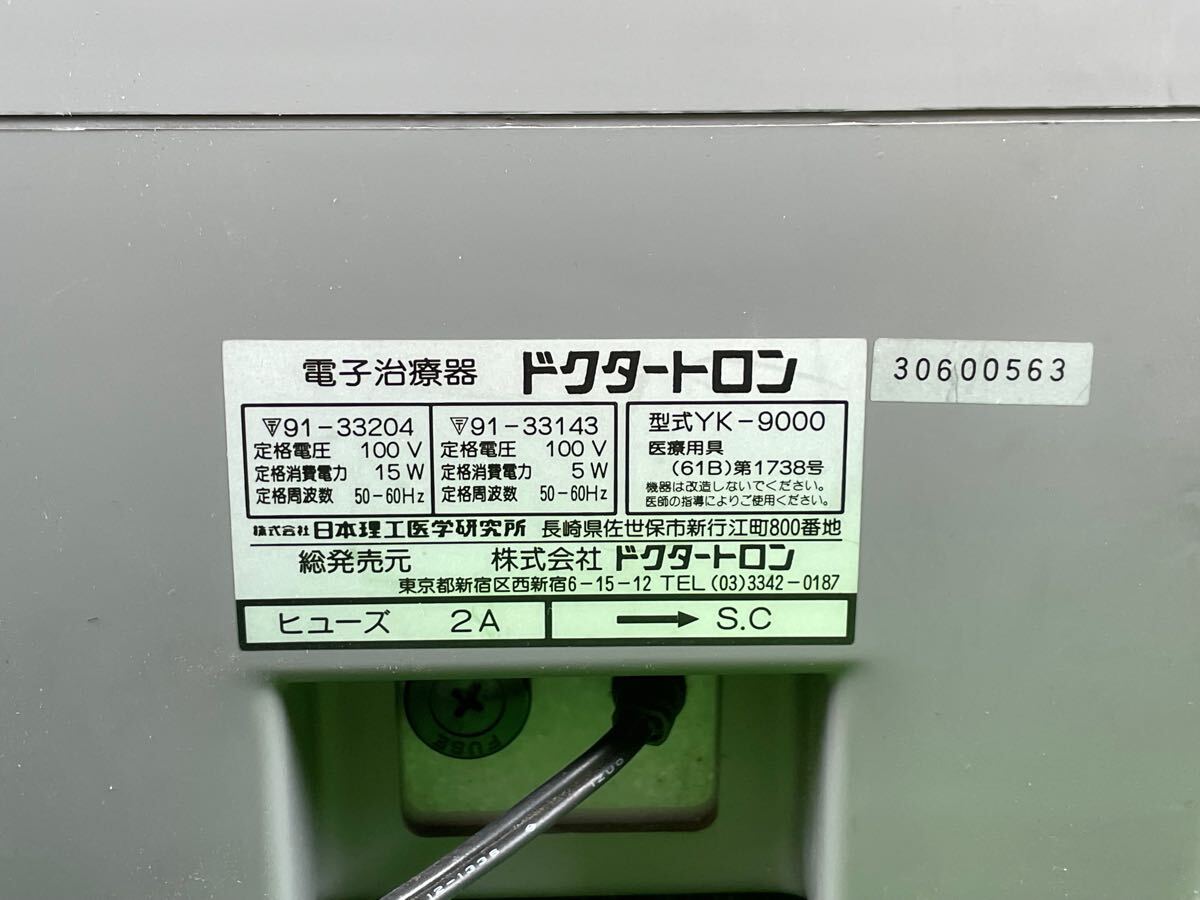 電子治療器 ドクタートロン
30600563
〒91-33204
定格電圧 100V
定格消費電力 15W
定格周波数 50-60Hz
〒91-33143
定格電圧 100V
定格消費電力 5W
定格周波数 50-60Hz
型式YK-9000
医療用具
(61B)第1738号
機器は改造しないでください。
医師の指導によりご使用ください。
株式会社 日本理工医学研究所 長崎県佐世保市新行江町800番地
総発売元 株式会社 ドクタートロン
東京都新宿区西新宿6-15-12 TEL(03)3342-0187
ヒューズ 2A
→ S.C
FUSE